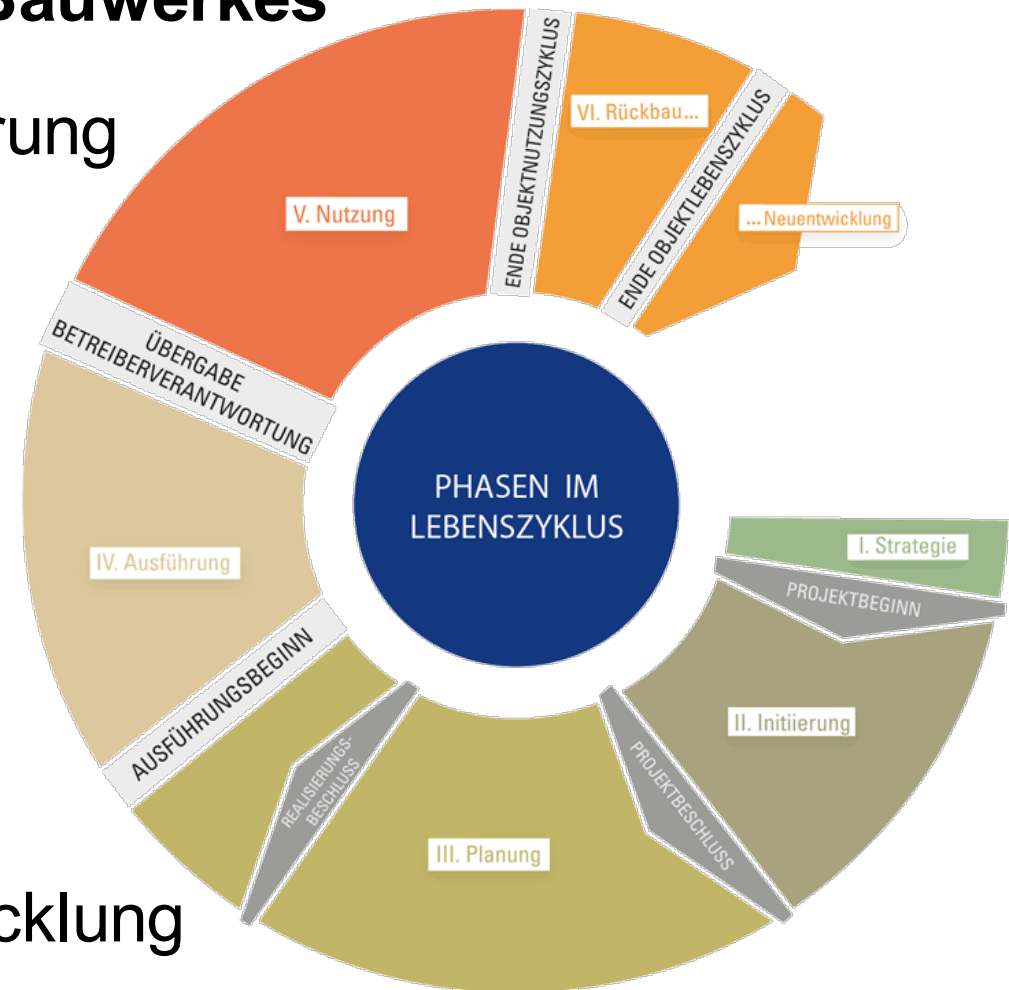 Bauwerkes
rung
cklung
PHASEN IM
LEBENSZYKLUS
I. Strategie
PROJEKTBEGINN
II. Initiierung
PROJEKTBESCHLUSS
III. Planung
REALISIERUNGS-
BESCHLUSS
AUSFÜHRUNGSBEGINN
IV. Ausführung
ÜBERGABE
BETREIBERVERANTWORTUNG
V. Nutzung
ENDE OBJEKTNUTZUNGSZYKLUS
VI. Rückbau...
ENDE OBJEKTLEBENSZYKLUS
... Neuentwicklung